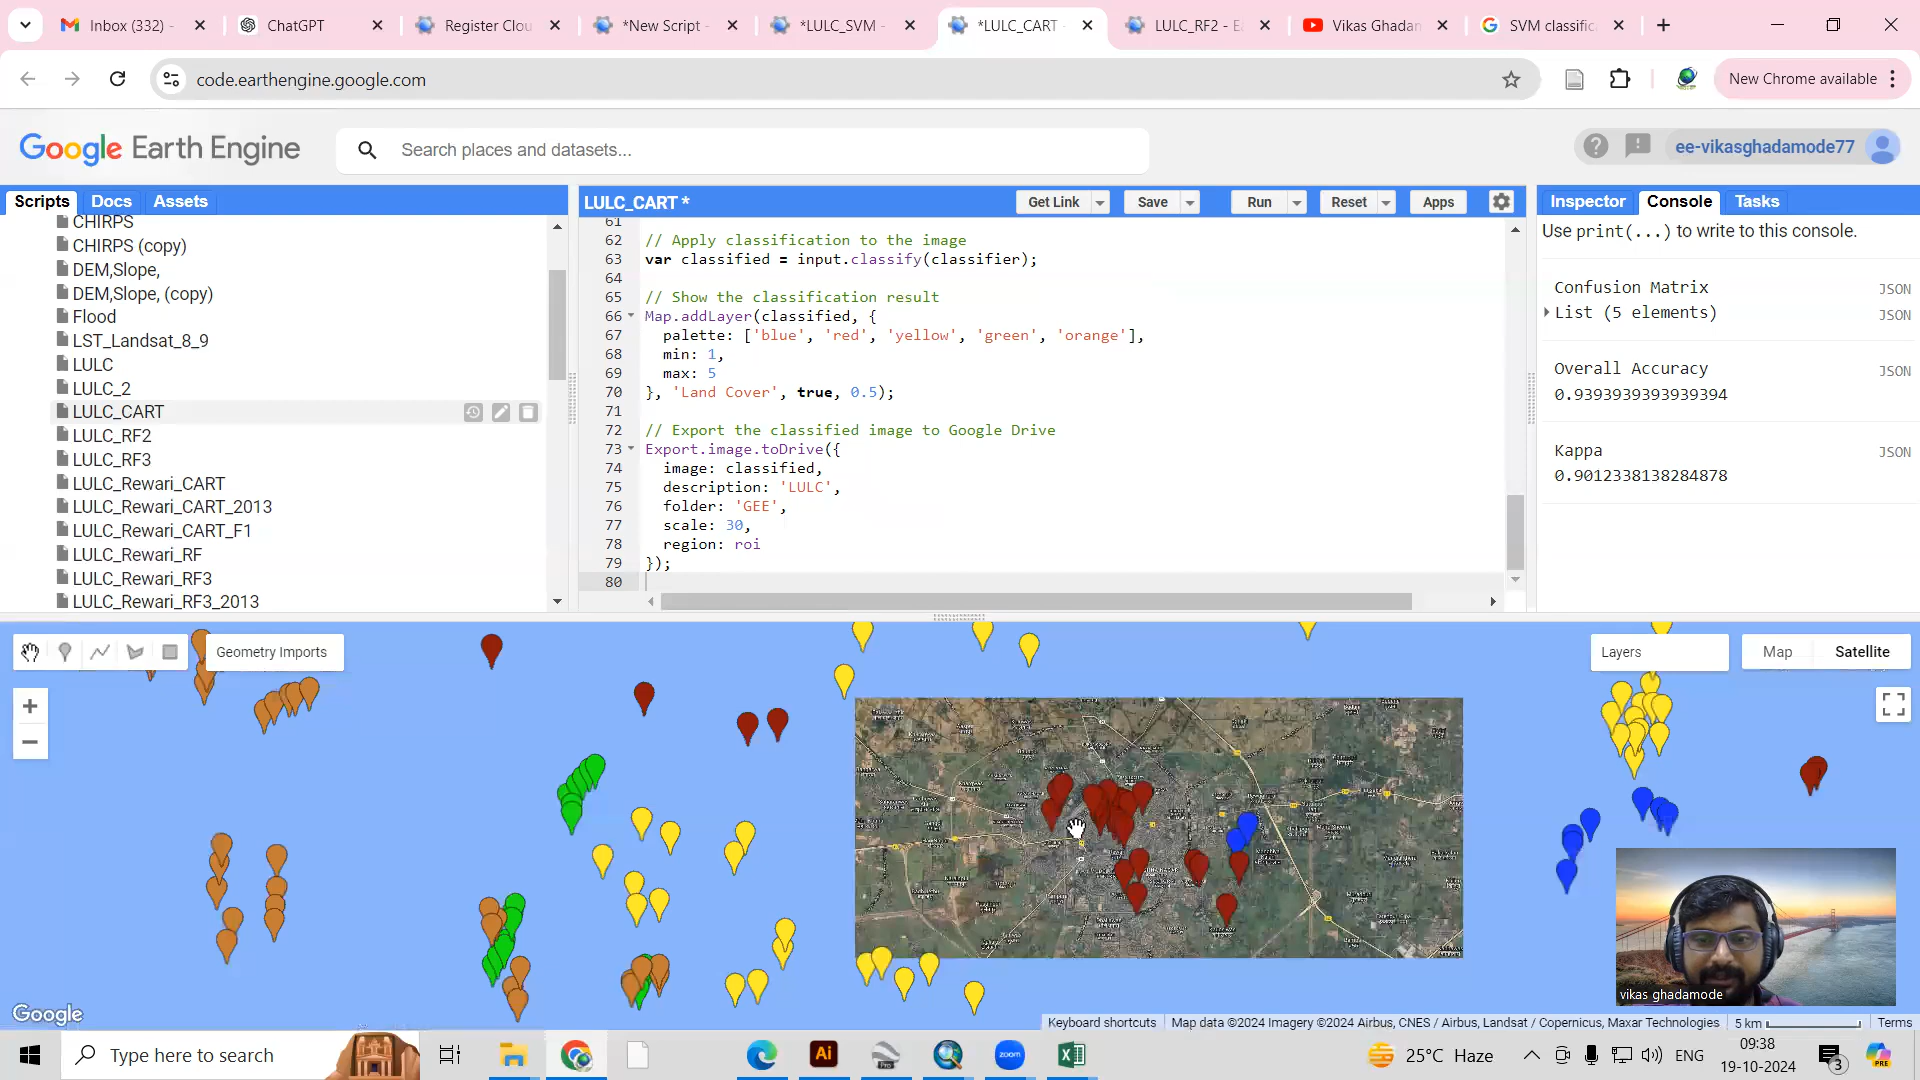 Inbox (332) -
ChatGPT
Register Clou
*New Script -
*LULC_SVM -
*LULC_CART -
LULC_RF2 - Ea
Vikas Ghadan
SVM classific
code.earthengine.google.com
New Chrome available
Google Earth Engine
Search places and datasets...
ee-vikasghadamode77
Scripts Docs Assets
CHIRPS
CHIRPS (copy)
DEM,Slope,
DEM,Slope, (copy)
Flood
LST_Landsat_8_9
LULC
LULC_2
LULC_CART
LULC_RF2
LULC_RF3
LULC_Rewari_CART
LULC_Rewari_CART_2013
LULC_Rewari_CART_F1
LULC_Rewari_RF
LULC_Rewari_RF3
LULC_Rewari_RF3_2013
LULC_CART *
Get Link Save Run Reset Apps
61
62 // Apply classification to the image
63 var classified = input.classify(classifier);
64
65 // Show the classification result
66 Map.addLayer(classified, {
67 palette: ['blue', 'red', 'yellow', 'green', 'orange'],
68 min: 1,
69 max: 5
70 }, 'Land Cover', true, 0.5);
71
72 // Export the classified image to Google Drive
73 Export.image.toDrive({
74 image: classified,
75 description: 'LULC',
76 folder: 'GEE',
77 scale: 30,
78 region: roi
79 });
80
Inspector Console Tasks
Use print(...) to write to this console.
Confusion Matrix JSON
List (5 elements) JSON
Overall Accuracy JSON
0.9393939393939394
Kappa JSON
0.9012338138284878
Geometry Imports
Layers
Map Satellite
Google
vikas ghadamode
Keyboard shortcuts
Map data ©2024 Imagery ©2024 Airbus, CNES / Airbus, Landsat / Copernicus, Maxar Technologies
5 km
Terms
Type here to search
Ai
Pro
zoom
25°C Haze
ENG
09:38
19-10-2024
3
PRE